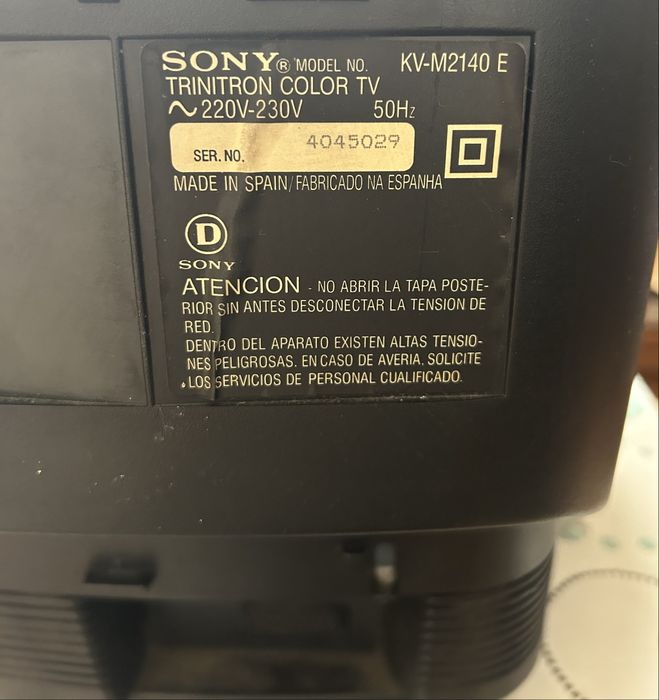 SONY® MODEL NO. KV-M2140 E
TRINITRON COLOR TV
~220V-230V 50Hz
SER. NO. 4045029
MADE IN SPAIN/FABRICADO NA ESPANHA
D
SONY
ATENCION - NO ABRIR LA TAPA POSTE-
RIOR SIN ANTES DESCONECTAR LA TENSION DE
RED.
DENTRO DEL APARATO EXISTEN ALTAS TENSIO-
NES PELIGROSAS. EN CASO DE AVERIA, SOLICITE
LOS SERVICIOS DE PERSONAL CUALIFICADO.